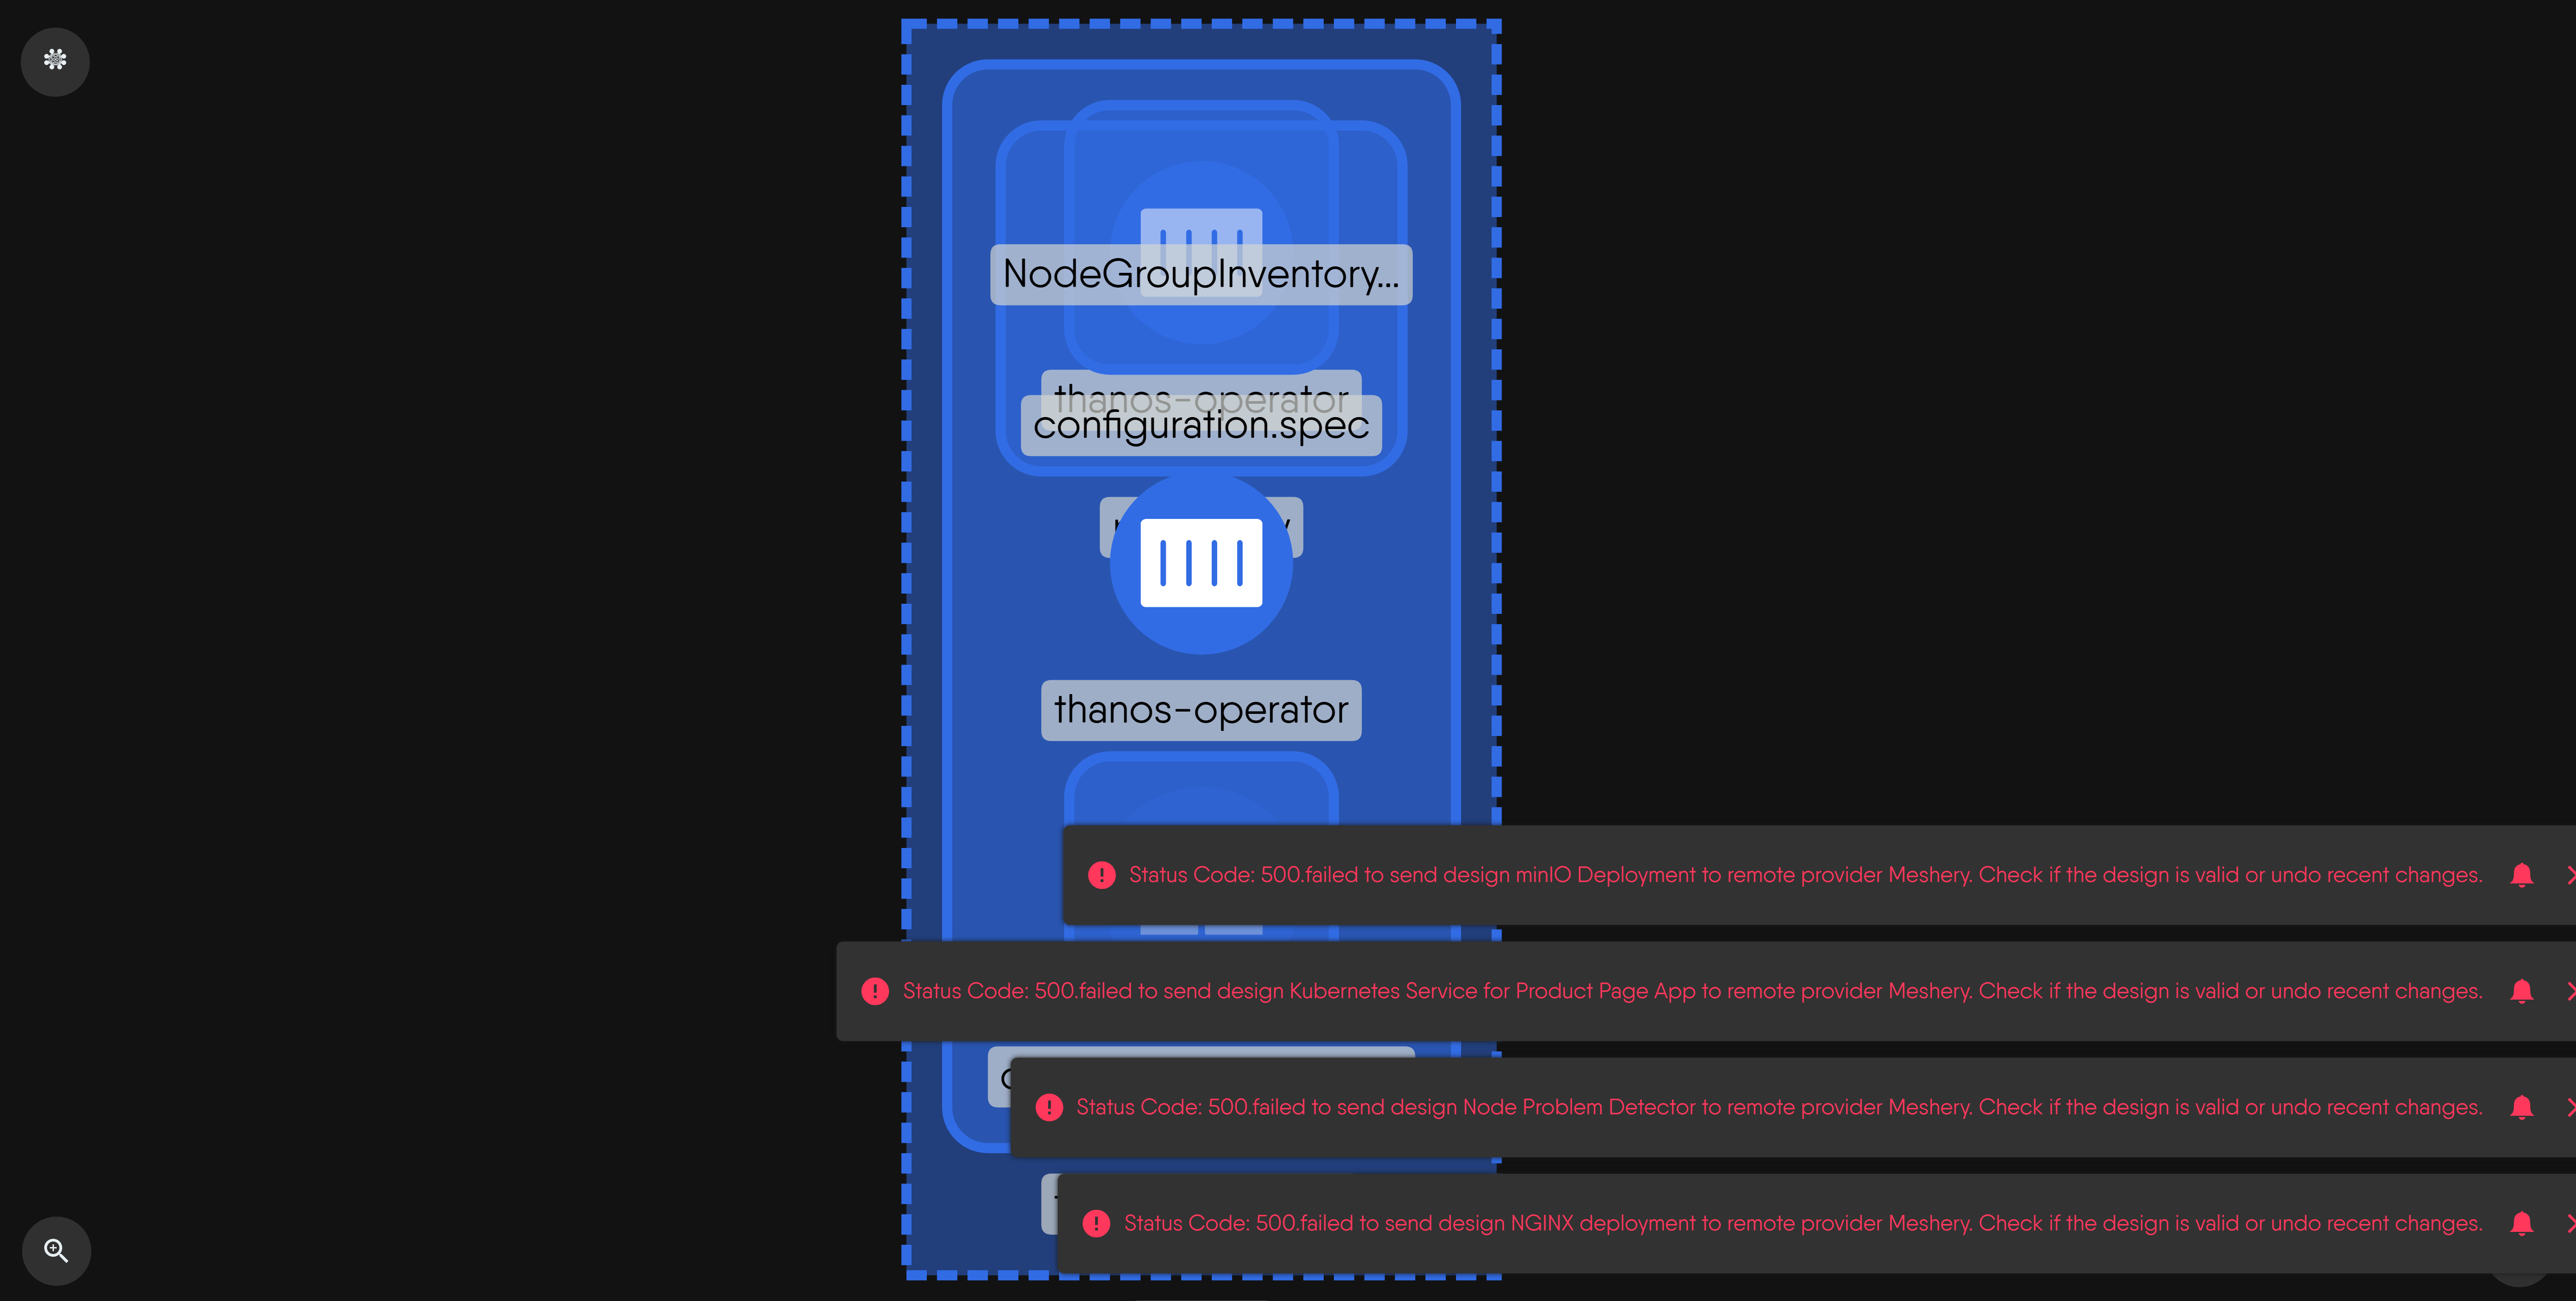 NodeGroupInventory...
thanos-operator
configuration.spec
thanos-operator
Status Code: 500.failed to send design minIO Deployment to remote provider Meshery. Check if the design is valid or undo recent changes.
Status Code: 500.failed to send design Kubernetes Service for Product Page App to remote provider Meshery. Check if the design is valid or undo recent changes.
Status Code: 500.failed to send design Node Problem Detector to remote provider Meshery. Check if the design is valid or undo recent changes.
Status Code: 500.failed to send design NGINX deployment to remote provider Meshery. Check if the design is valid or undo recent changes.